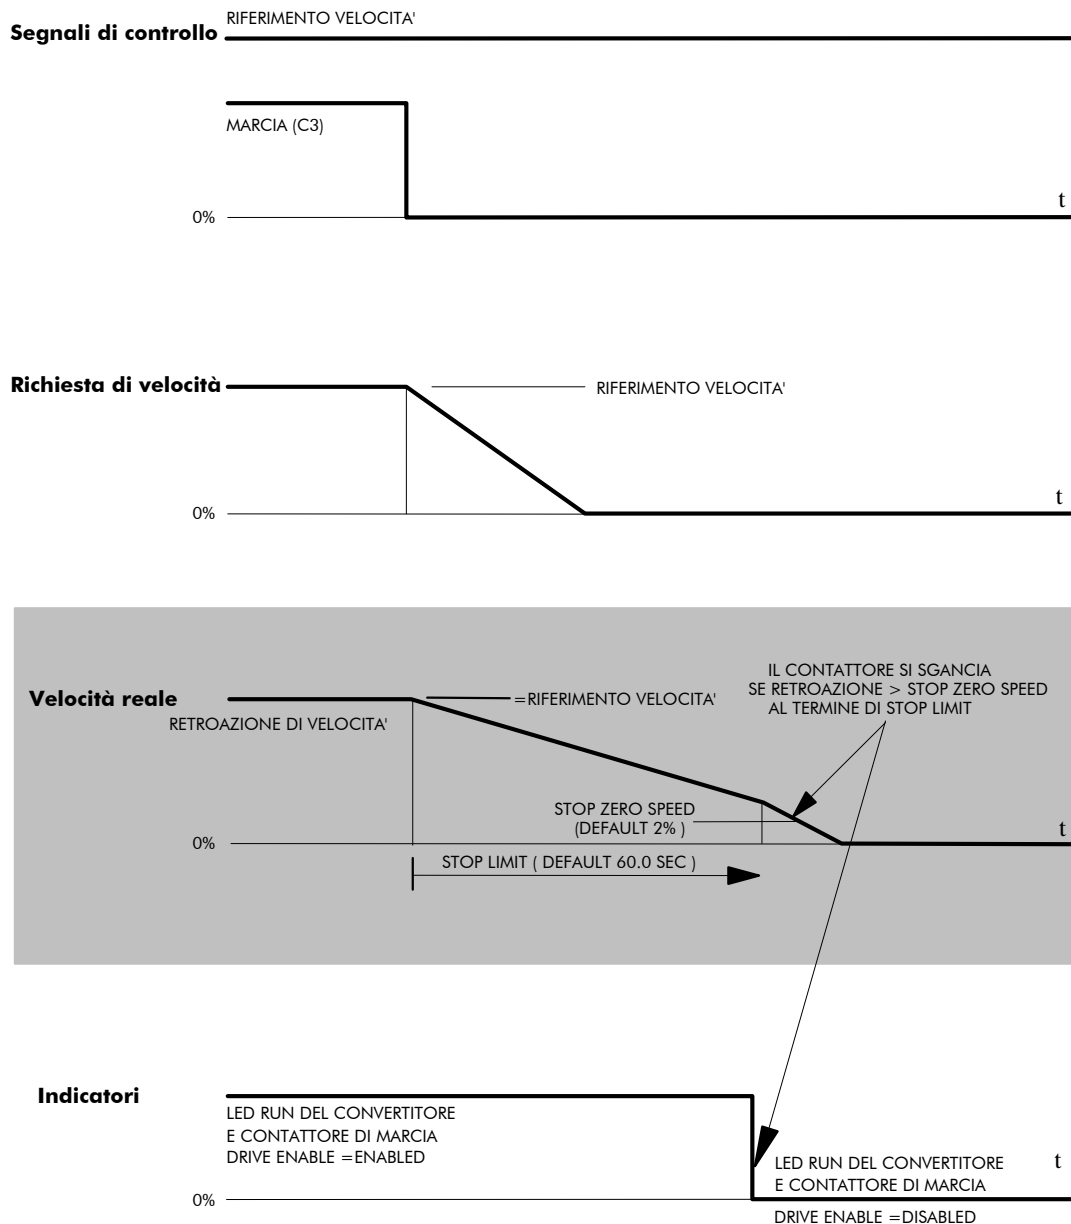 RIFERIMENTO VELOCITA'
Segnali di controllo
MARCIA (C3)
t
0%
Richiesta di velocità
RIFERIMENTO VELOCITA'
t
0%
IL CONTATTORE SI SGANCIA
SE RETROAZIONE > STOP ZERO SPEED
AL TERMINE DI STOP LIMIT
Velocità reale
=RIFERIMENTO VELOCITA'
RETROAZIONE DI VELOCITA'
STOP ZERO SPEED
(DEFAULT 2% )
t
0%
STOP LIMIT ( DEFAULT 60.0 SEC )
Indicatori
LED RUN DEL CONVERTITORE
E CONTATTORE DI MARCIA
DRIVE ENABLE =ENABLED
LED RUN DEL CONVERTITORE
t
E CONTATTORE DI MARCIA
0%
DRIVE ENABLE =DISABLED